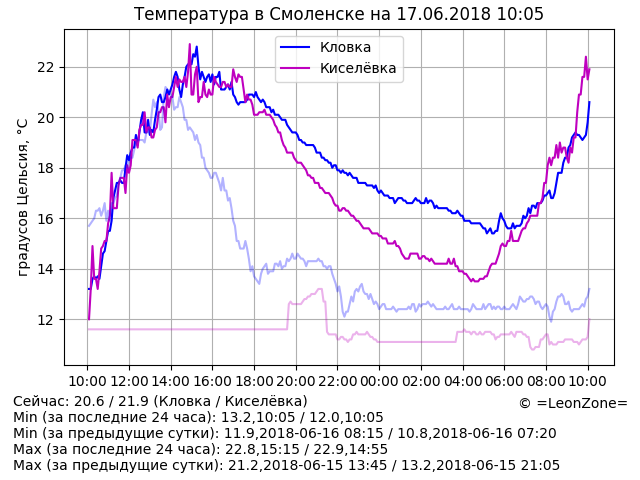 Температура в Смоленске на 17.06.2018 10:05
Кловка
Киселёвка
градусов Цельсия, °C
22
20
18
16
14
12
10:00 12:00 14:00 16:00 18:00 20:00 22:00 00:00 02:00 04:00 06:00 08:00 10:00
Сейчас: 20.6 / 21.9 (Кловка / Киселёвка)
© =LeonZone=
Min (за последние 24 часа): 13.2,10:05 / 12.0,10:05
Min (за предыдущие сутки): 11.9,2018-06-16 08:15 / 10.8,2018-06-16 07:20
Max (за последние 24 часа): 22.8,15:15 / 22.9,14:55
Max (за предыдущие сутки): 21.2,2018-06-15 13:45 / 13.2,2018-06-15 21:05